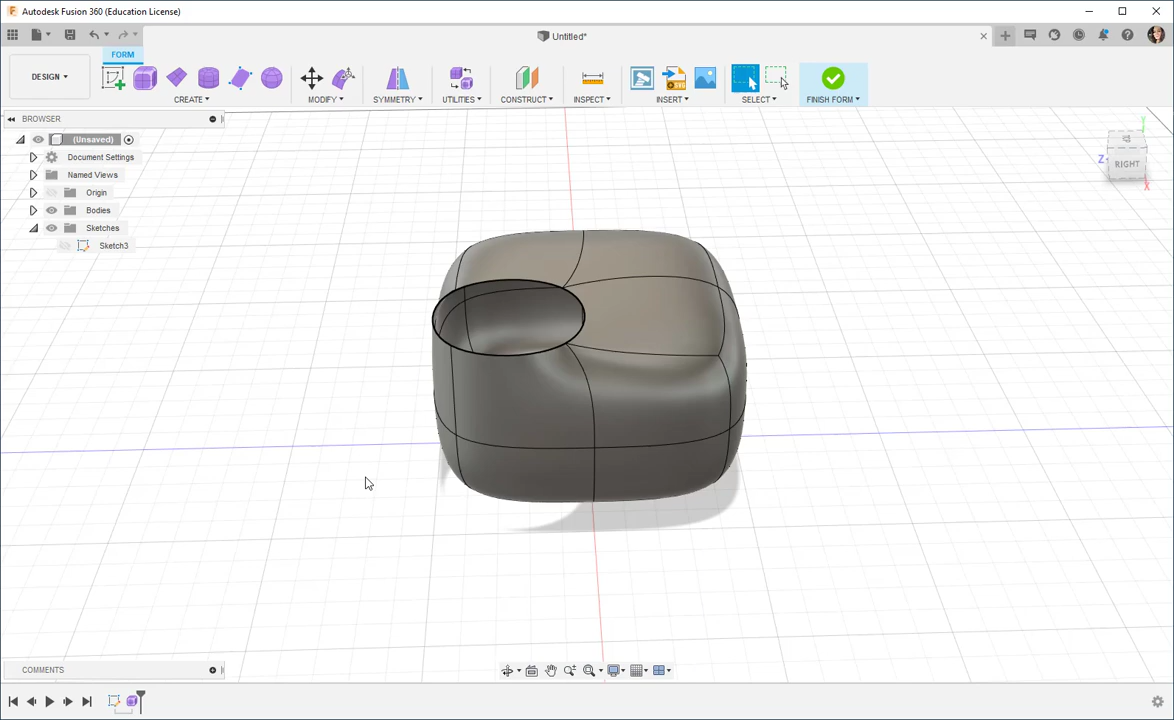 Autodesk Fusion 360 (Education License)
Untitled*
FORM
DESIGN
CREATE
MODIFY
SYMMETRY
UTILITIES
CONSTRUCT
INSPECT
INSERT
SELECT
FINISH FORM
BROWSER
(Unsaved)
Document Settings
Named Views
Origin
Bodies
Sketches
Sketch3
Y
Z
RIGHT
X
COMMENTS